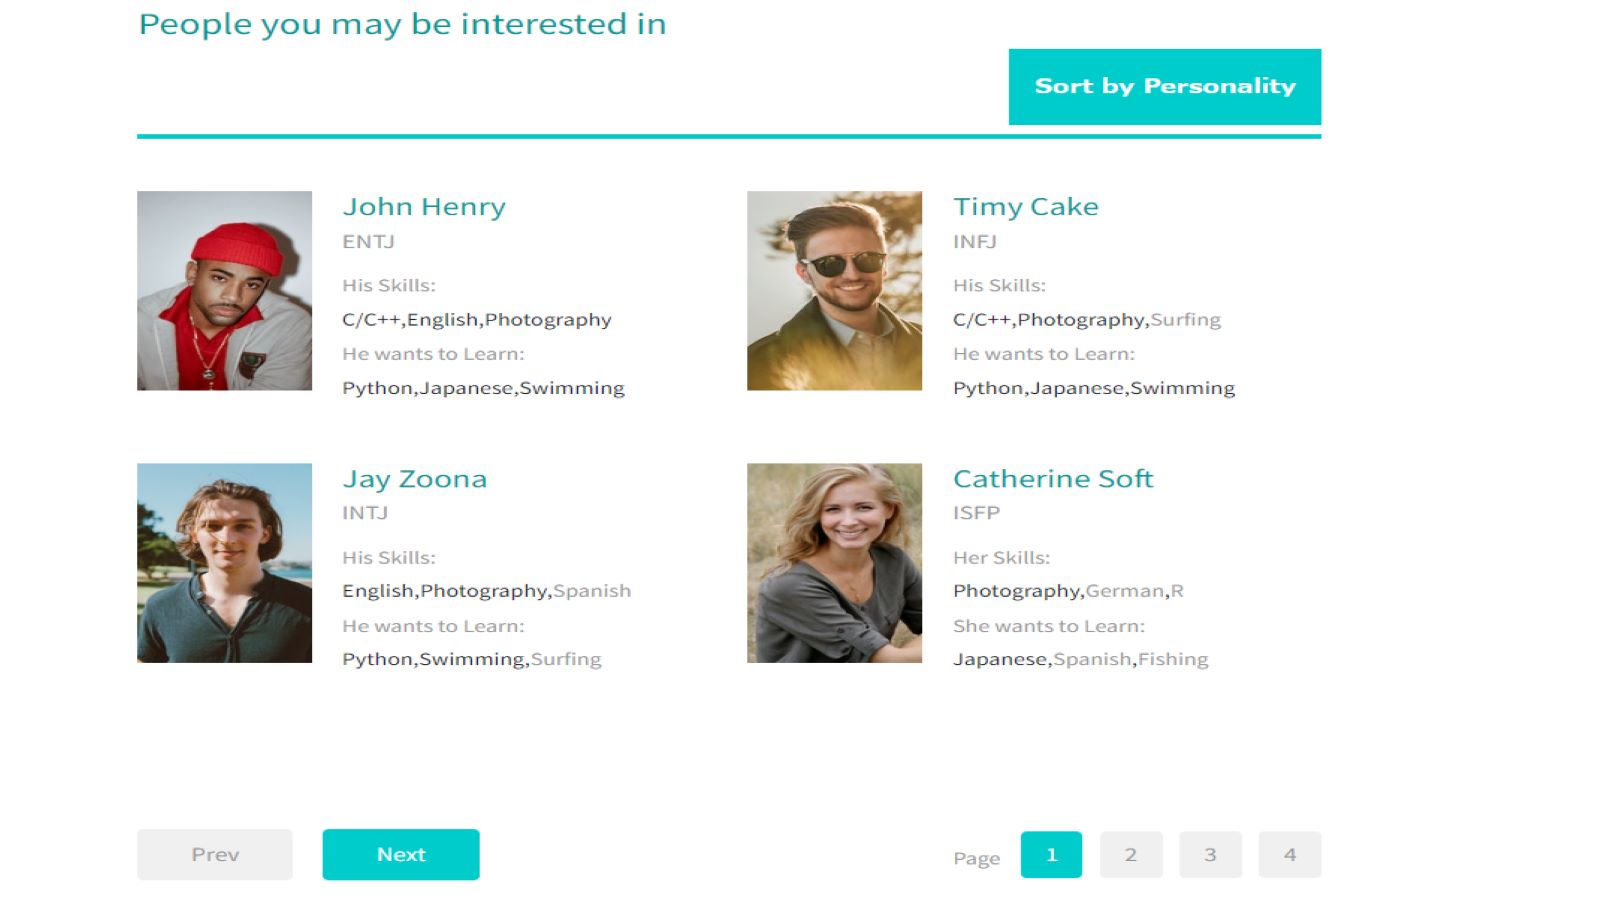 People you may be interested in
Sort by Personality
John Henry
ENTJ
His Skills:
C/C++,English,Photography
He wants to Learn:
Python,Japanese,Swimming
Timy Cake
INFJ
His Skills:
C/C++,Photography,Surfing
He wants to Learn:
Python,Japanese,Swimming
Jay Zoona
INTJ
His Skills:
English,Photography,Spanish
He wants to Learn:
Python,Swimming,Surfing
Catherine Soft
ISFP
Her Skills:
Photography,German,R
She wants to Learn:
Japanese,Spanish,Fishing
Prev
Next
Page 1 2 3 4